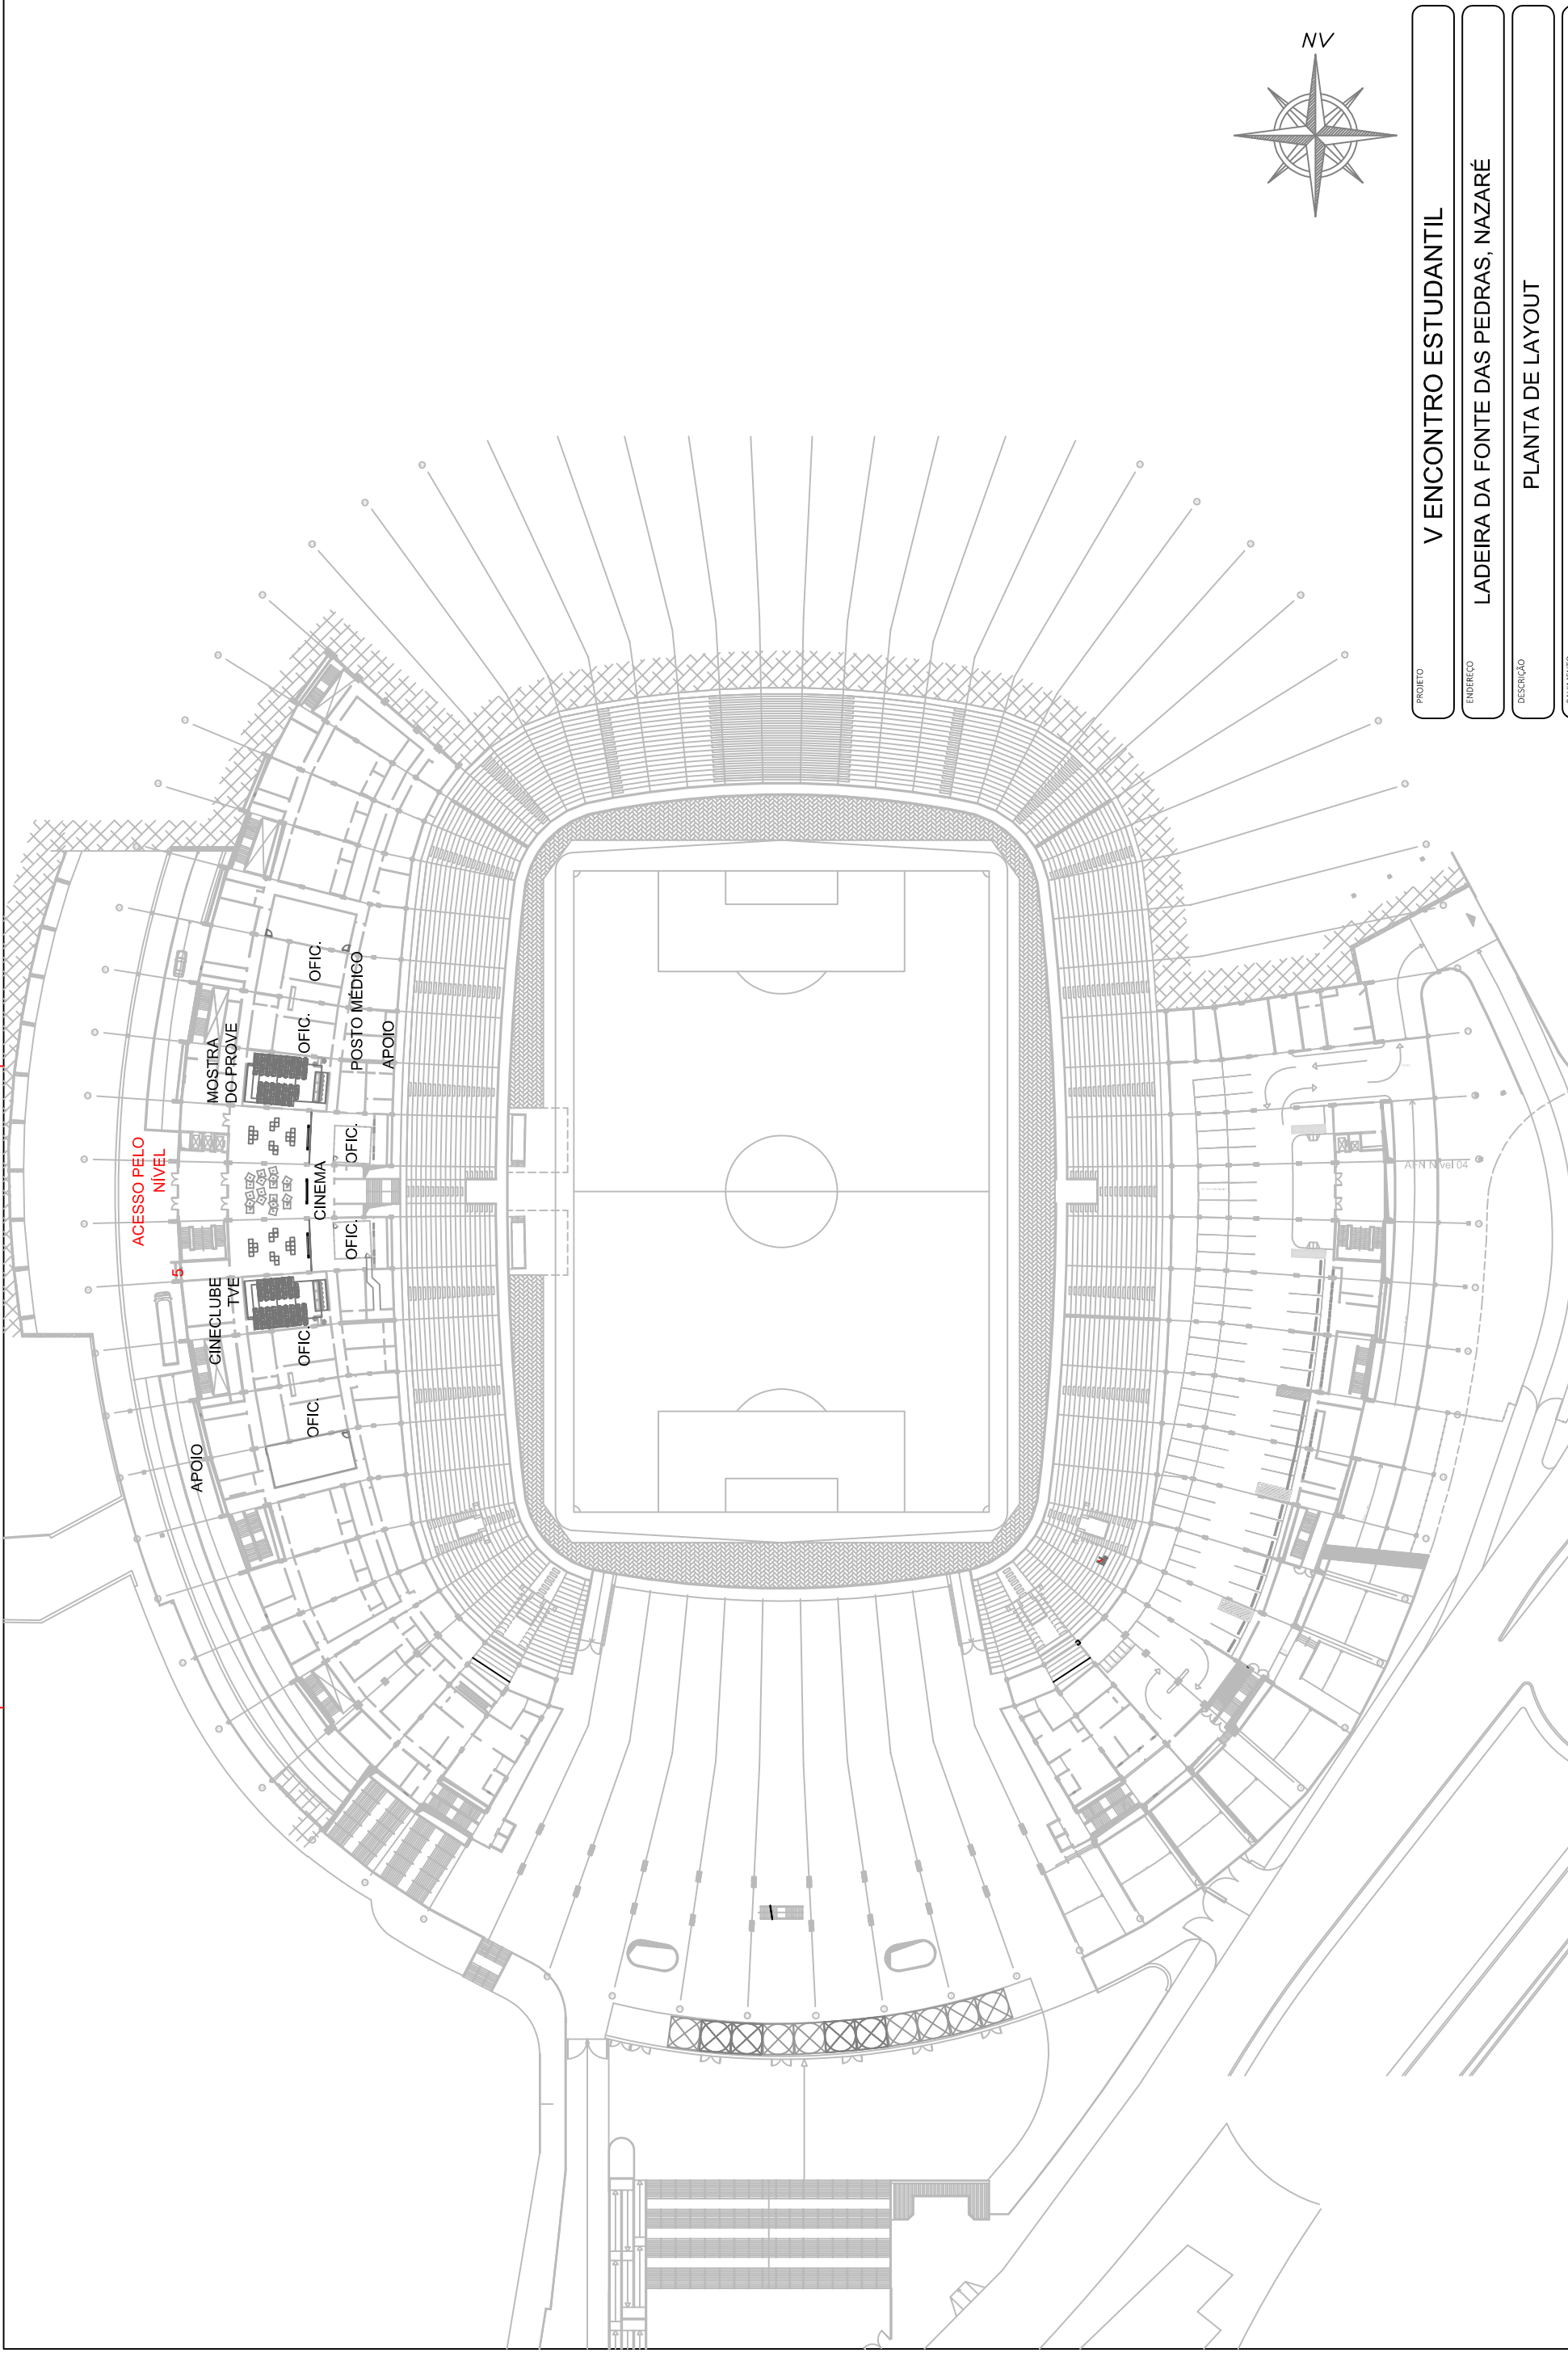 NV
PROJETO
V ENCONTRO ESTUDANTIL
ENDEREÇO
LADEIRA DA FONTE DAS PEDRAS, NAZARÉ
DESCRIÇÃO
PLANTA DE LAYOUT
ACESSO PELO
NÍVEL
5
MOSTRA
DO PROVE
CINECLUBE
TVE
APOIO
OFIC.
OFIC.
POSTO MÉDICO
APOIO
OFIC.
CINEMA
OFIC.
OFIC.
OFIC.
AFN Nível 04